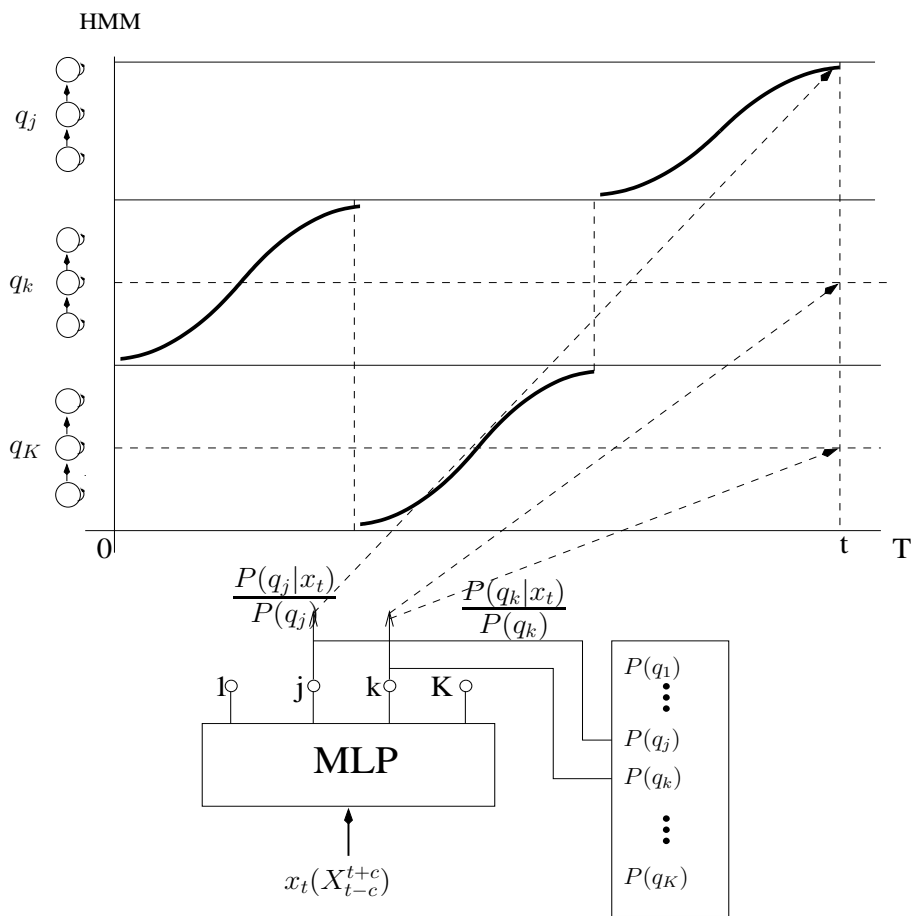 HMM
q_j
q_k
q_K
0 t T
P(q_j|x_t) / P(q_j)
P(q_k|x_t) / P(q_k)
1 j k K
MLP
x_t(X_{t-c}^{t+c})
P(q_1)
P(q_j)
P(q_k)
P(q_K)